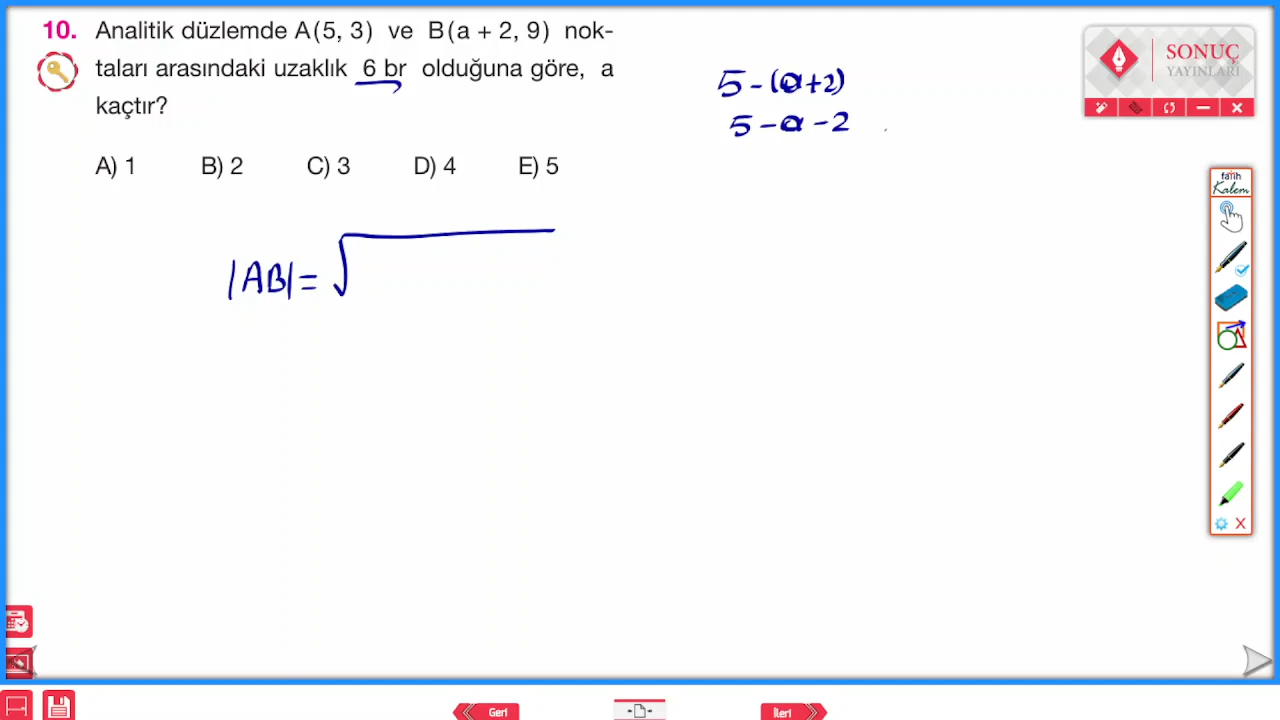 10. Analitik düzlemde A(5, 3) ve B(a + 2, 9) nok-
taları arasındaki uzaklık 6 br olduğuna göre, a
kaçtır?
A) 1 B) 2 C) 3 D) 4 E) 5
5-(a+2)
5-a-2
|AB|=√
SONUÇ
YAYINLARI
fatih
Kalem
Geri
İleri